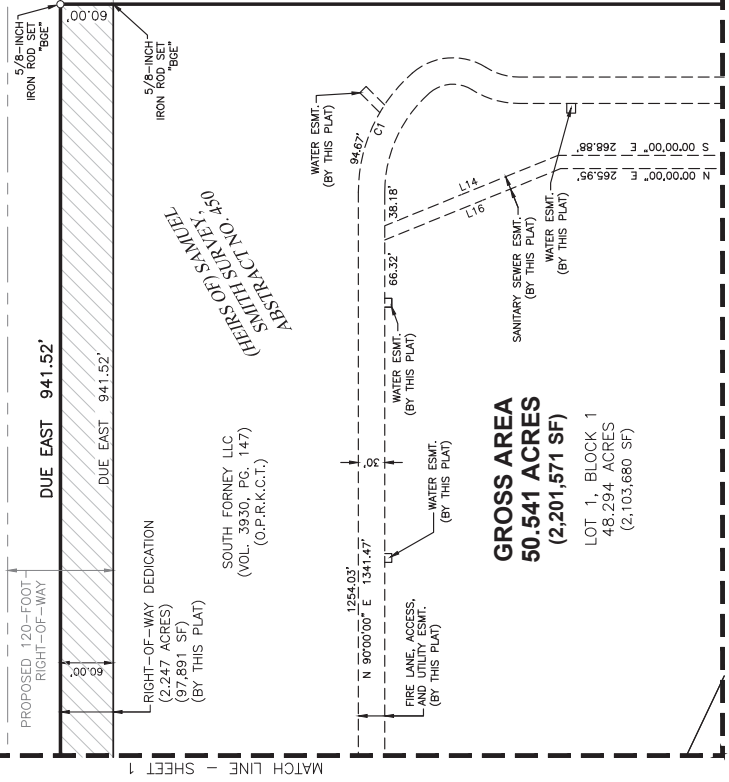 5/8-INCH
IRON ROD SET
"BGE"
60.00'
5/8-INCH
IRON ROD SET
"BGE"
DUE EAST 941.52'
DUE EAST 941.52'
PROPOSED 120-FOOT
RIGHT-OF-WAY
60.00'
RIGHT-OF-WAY DEDICATION
(2.247 ACRES)
(97,891 SF)
(BY THIS PLAT)
SOUTH FORNEY LLC
(VOL. 3930, PG. 147)
(O.P.R.K.C.T.)
(HEIRS OF) SAMUEL
SMITH SURVEY,
ABSTRACT NO. 450
WATER ESMT.
(BY THIS PLAT)
94.67'
C1
38.18'
66.32'
L14
L16
S 00°00'00" E 268.88'
N 00°00'00" E 265.95'
WATER ESMT.
(BY THIS PLAT)
SANITARY SEWER ESMT.
(BY THIS PLAT)
WATER ESMT.
(BY THIS PLAT)
30'
WATER ESMT.
(BY THIS PLAT)
1254.03'
N 90°00'00" E 1341.47'
FIRE LANE, ACCESS,
AND UTILITY ESMT.
(BY THIS PLAT)
GROSS AREA
50.541 ACRES
(2,201,571 SF)
LOT 1, BLOCK 1
48.294 ACRES
(2,103,680 SF)
MATCH LINE - SHEET 1